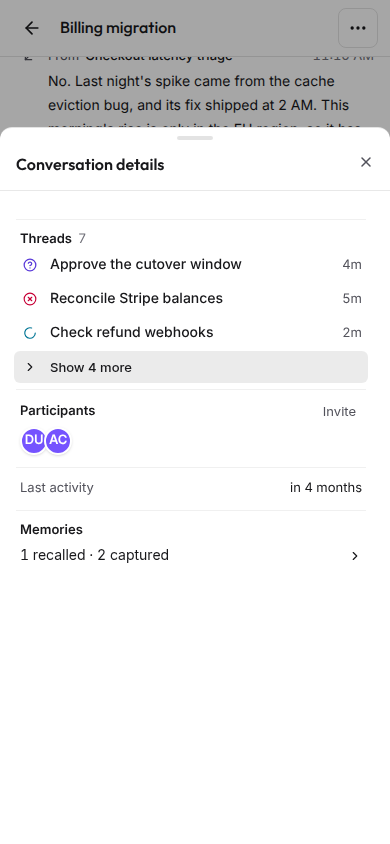 Billing migration
From Checkout latency triage 11:18 AM
No. Last night's spike came from the cache
eviction bug, and its fix shipped at 2 AM. This
morning's rise is only in the EU region, so it has
Conversation details
Threads 7
Approve the cutover window 4m
Reconcile Stripe balances 5m
Check refund webhooks 2m
Show 4 more
Participants Invite
DU AC
Last activity in 4 months
Memories
1 recalled · 2 captured